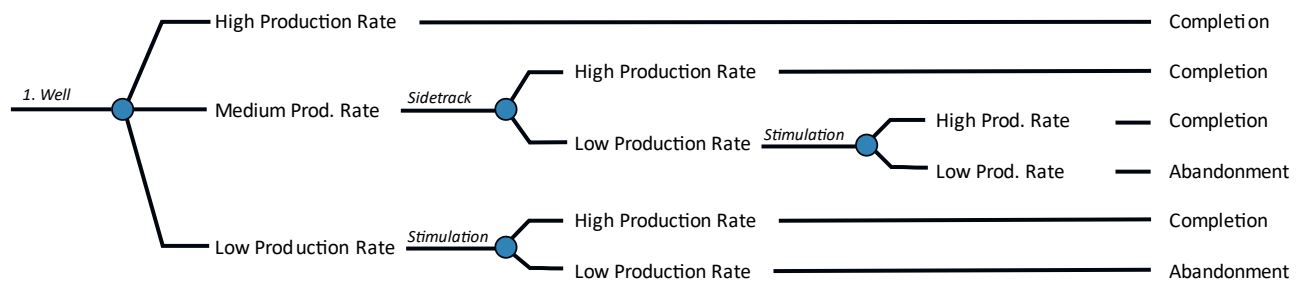 High Production Rate Completion
High Production Rate Completion
1. Well Sidetrack
Medium Prod. Rate High Prod. Rate Completion
Stimulation
Low Production Rate
Low Prod. Rate Abandonment
High Production Rate Completion
Stimulation
Low Production Rate
Low Production Rate Abandonment